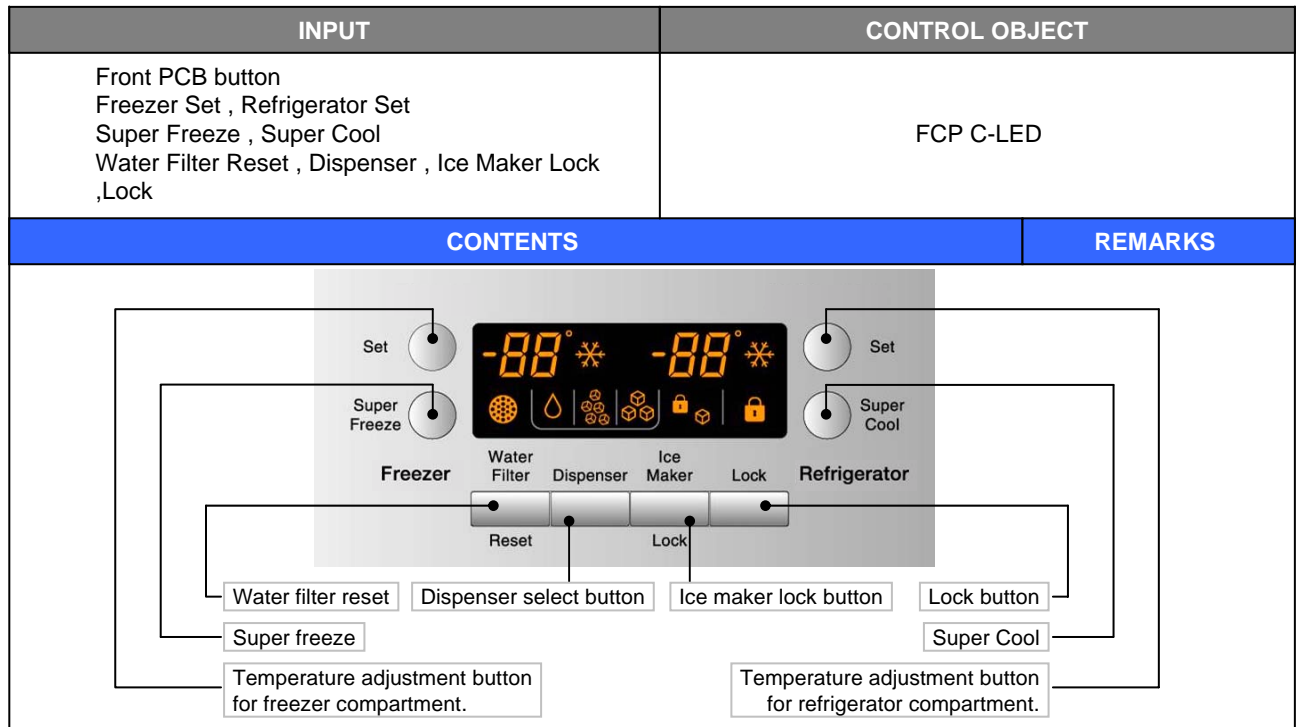 INPUT
CONTROL OBJECT
Front PCB button
Freezer Set , Refrigerator Set
Super Freeze , Super Cool
Water Filter Reset , Dispenser , Ice Maker Lock
,Lock
FCP C-LED
CONTENTS
REMARKS
Set
-88°
-88°
Set
Super
Freeze
Super
Cool
Freezer
Water
Filter
Dispenser
Ice
Maker
Lock
Refrigerator
Reset
Lock
Water filter reset
Dispenser select button
Ice maker lock button
Lock button
Super freeze
Super Cool
Temperature adjustment button
for freezer compartment.
Temperature adjustment button
for refrigerator compartment.